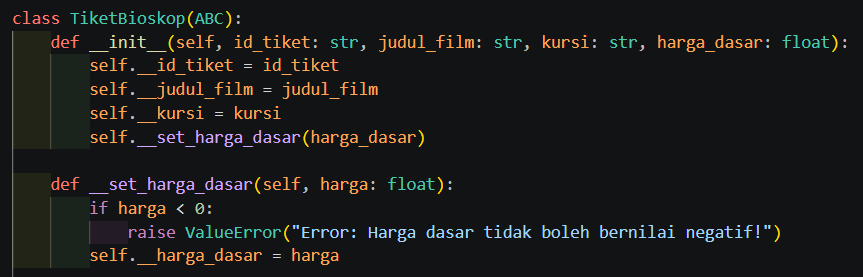 class TiketBioskop(ABC):
    def __init__(self, id_tiket: str, judul_film: str, kursi: str, harga_dasar: float):
        self.__id_tiket = id_tiket
        self.__judul_film = judul_film
        self.__kursi = kursi
        self.__set_harga_dasar(harga_dasar)

    def __set_harga_dasar(self, harga: float):
        if harga < 0:
            raise ValueError("Error: Harga dasar tidak boleh bernilai negatif!")
        self.__harga_dasar = harga